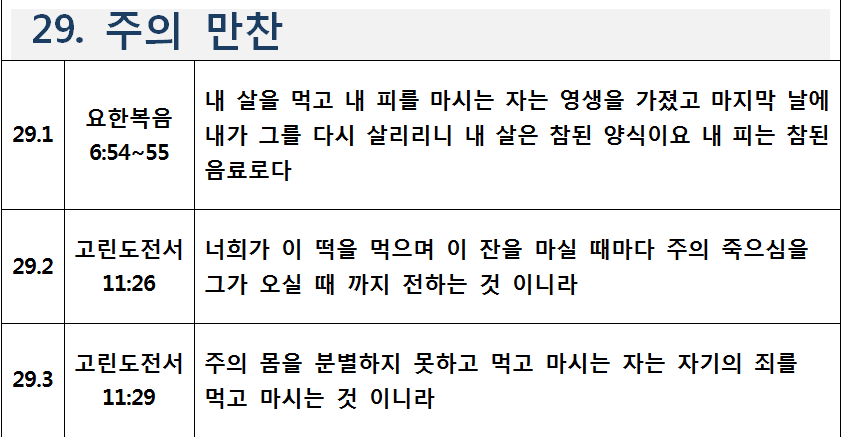 29. 주의 만찬
29.1
요한복음
6:54~55
내 살을 먹고 내 피를 마시는 자는 영생을 가졌고 마지막 날에
내가 그를 다시 살리리니 내 살은 참된 양식이요 내 피는 참된
음료로다
29.2
고린도전서
11:26
너희가 이 떡을 먹으며 이 잔을 마실 때마다 주의 죽으심을
그가 오실 때 까지 전하는 것 이니라
29.3
고린도전서
11:29
주의 몸을 분별하지 못하고 먹고 마시는 자는 자기의 죄를
먹고 마시는 것 이니라